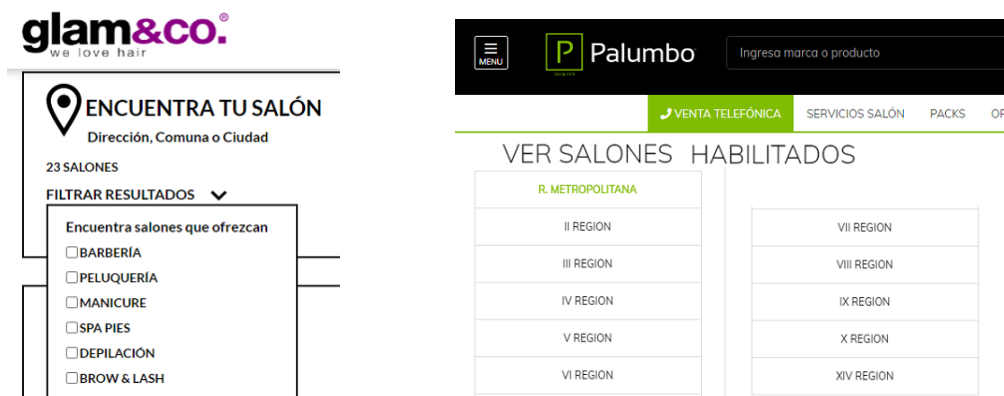 glam&co.®
we love hair
ENCUENTRA TU SALÓN
Dirección, Comuna o Ciudad
23 SALONES
FILTRAR RESULTADOS
Encuentra salones que ofrezcan
BARBERÍA
PELUQUERÍA
MANICURE
SPA PIES
DEPILACIÓN
BROW & LASH
MENU
P Palumbo
Ingresa marca o producto
VENTA TELEFÓNICA SERVICIOS SALÓN PACKS
VER SALONES HABILITADOS
R. METROPOLITANA
II REGION
III REGION
IV REGION
V REGION
VI REGION
VII REGION
VIII REGION
IX REGION
X REGION
XIV REGION